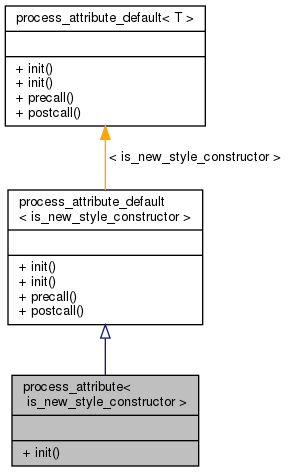 process_attribute_default< T >
+ init()
+ init()
+ precall()
+ postcall()
< is_new_style_constructor >
process_attribute_default
< is_new_style_constructor >
+ init()
+ init()
+ precall()
+ postcall()
process_attribute<
is_new_style_constructor >
+ init()